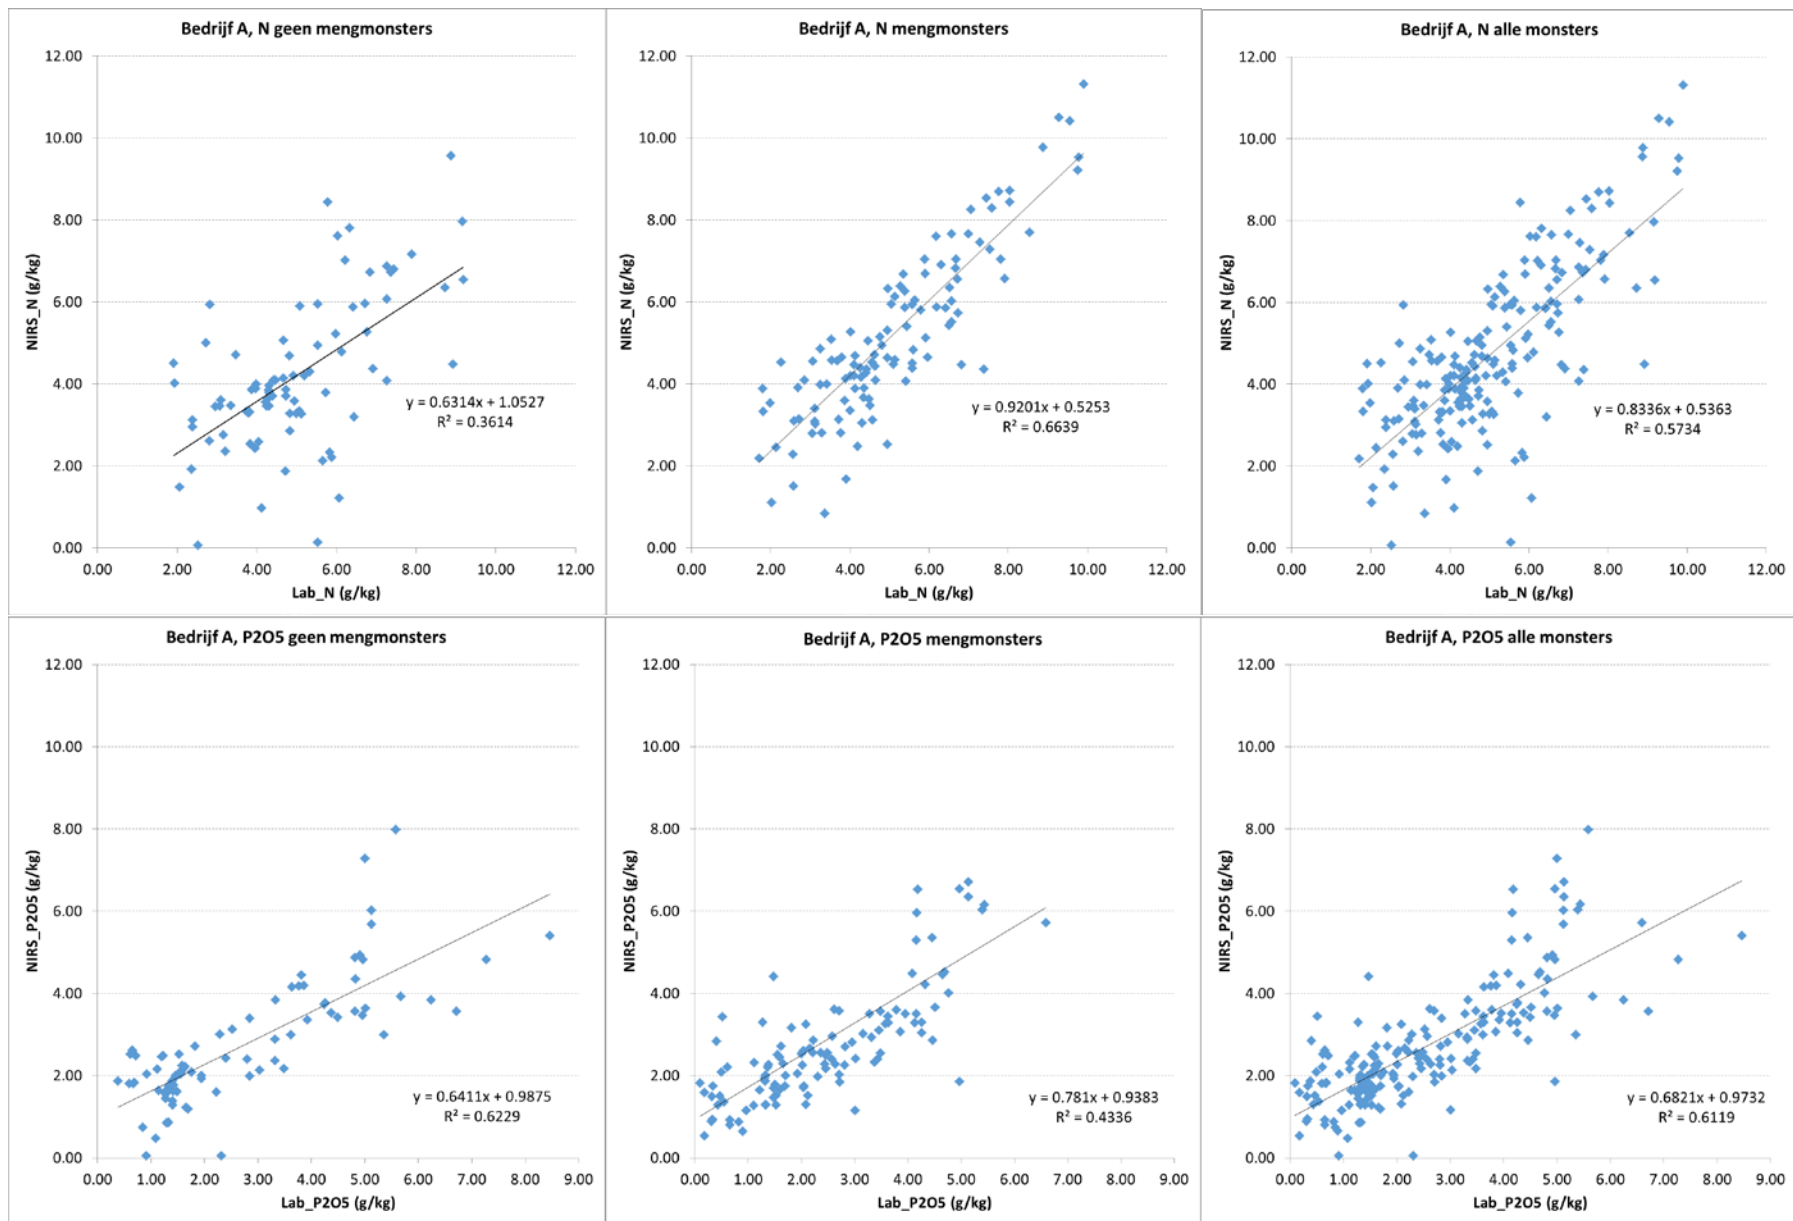 Bedrijf A, N geen mengmonsters
12.00
10.00
8.00
6.00
4.00
2.00
0.00
NIRS_N (g/kg)
y = 0.6314x + 1.0527
R² = 0.3614
0.00 2.00 4.00 6.00 8.00 10.00 12.00
Lab_N (g/kg)
Bedrijf A, N mengmonsters
12.00
10.00
8.00
6.00
4.00
2.00
0.00
NIRS_N (g/kg)
y = 0.9201x + 0.5253
R² = 0.6639
0.00 2.00 4.00 6.00 8.00 10.00 12.00
Lab_N (g/kg)
Bedrijf A, N alle monsters
12.00
10.00
8.00
6.00
4.00
2.00
0.00
NIRS_N (g/kg)
y = 0.8336x + 0.5363
R² = 0.5734
0.00 2.00 4.00 6.00 8.00 10.00 12.00
Lab_N (g/kg)
Bedrijf A, P2O5 geen mengmonsters
12.00
10.00
8.00
6.00
4.00
2.00
0.00
NIRS_P2O5 (g/kg)
y = 0.6411x + 0.9875
R² = 0.6229
0.00 1.00 2.00 3.00 4.00 5.00 6.00 7.00 8.00 9.00
Lab_P2O5 (g/kg)
Bedrijf A, P2O5 mengmonsters
12.00
10.00
8.00
6.00
4.00
2.00
0.00
NIRS_P2O5 (g/kg)
y = 0.781x + 0.9383
R² = 0.4336
0.00 1.00 2.00 3.00 4.00 5.00 6.00 7.00 8.00 9.00
Lab_P2O5 (g/kg)
Bedrijf A, P2O5 alle monsters
12.00
10.00
8.00
6.00
4.00
2.00
0.00
NIRS_P2O5 (g/kg)
y = 0.6821x + 0.9732
R² = 0.6119
0.00 1.00 2.00 3.00 4.00 5.00 6.00 7.00 8.00 9.00
Lab_P2O5 (g/kg)